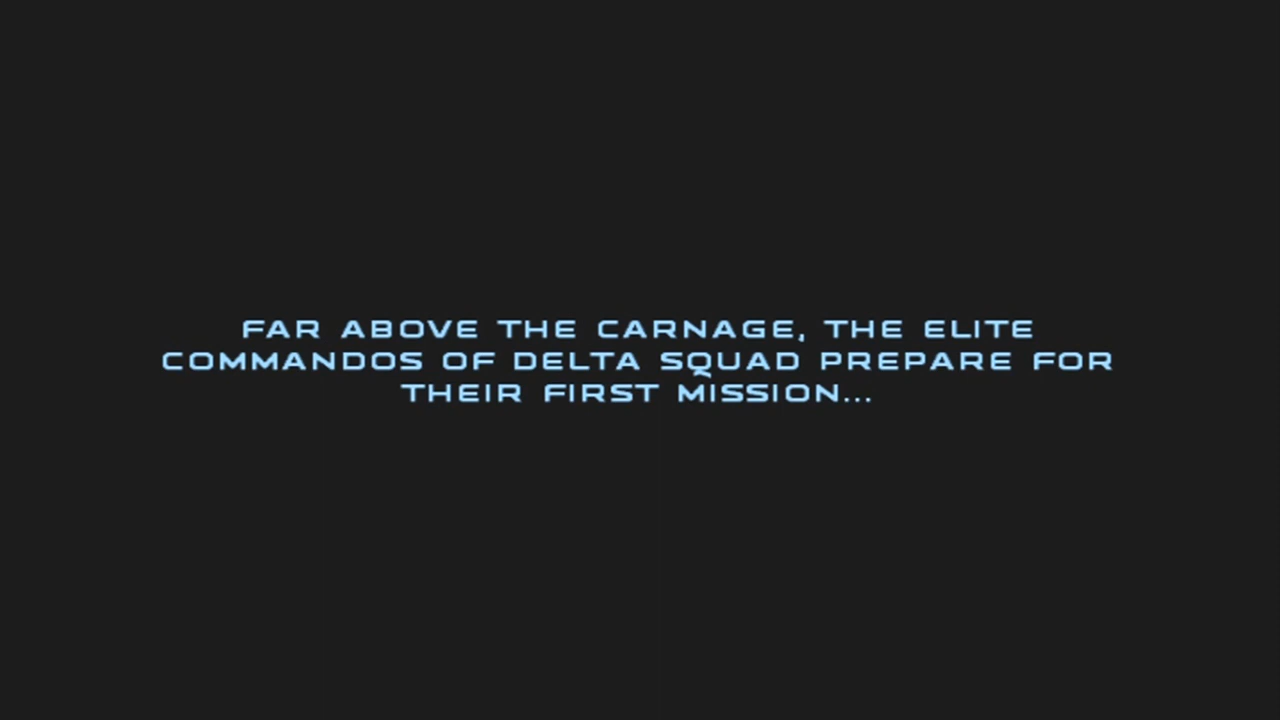 FAR ABOVE THE CARNAGE, THE ELITE
COMMANDOS OF DELTA SQUAD PREPARE FOR
THEIR FIRST MISSION...